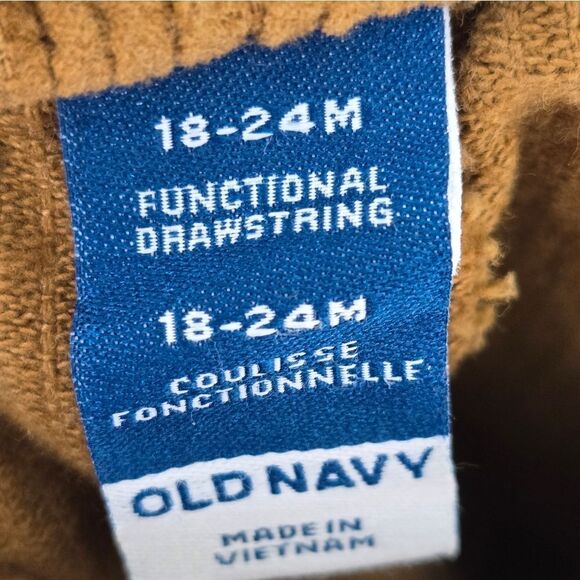 18-24M
FUNCTIONAL
DRAWSTRING
18-24M
COULISSE
FONCTIONNELLE
OLD NAVY
MADE IN
VIETNAM